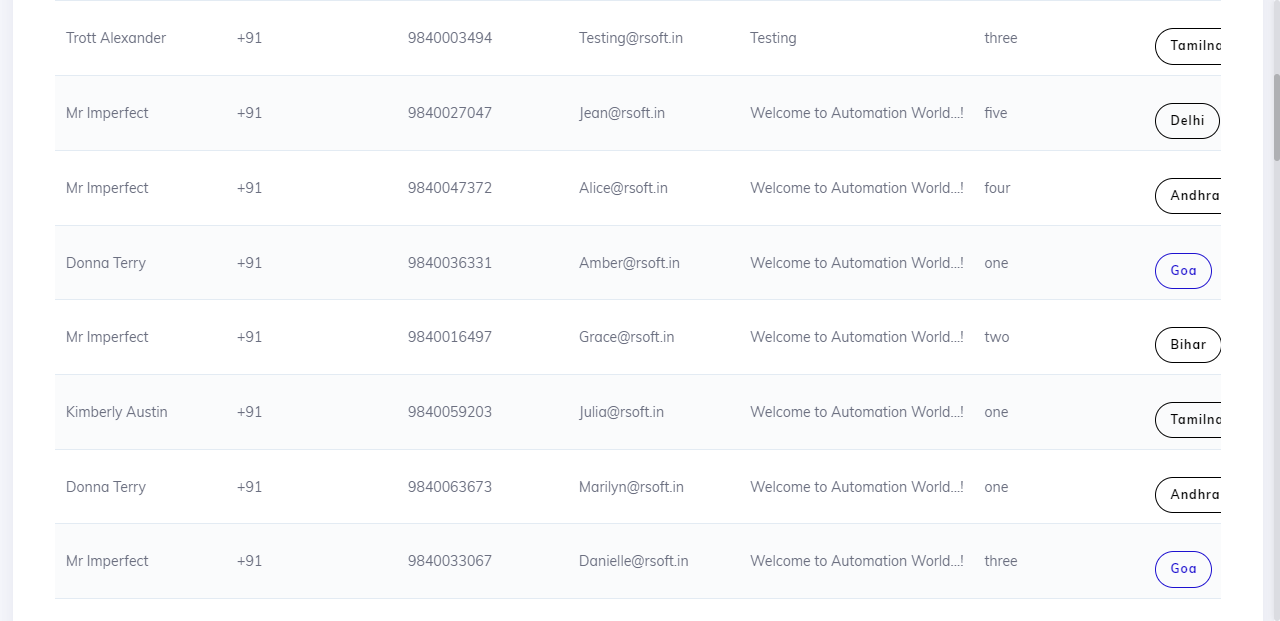 Trott Alexander +91 9840003494 Testing@rsoft.in Testing three Tamilna
Mr Imperfect +91 9840027047 Jean@rsoft.in Welcome to Automation World...! five Delhi
Mr Imperfect +91 9840047372 Alice@rsoft.in Welcome to Automation World...! four Andhra
Donna Terry +91 9840036331 Amber@rsoft.in Welcome to Automation World...! one Goa
Mr Imperfect +91 9840016497 Grace@rsoft.in Welcome to Automation World...! two Bihar
Kimberly Austin +91 9840059203 Julia@rsoft.in Welcome to Automation World...! one Tamilna
Donna Terry +91 9840063673 Marilyn@rsoft.in Welcome to Automation World...! one Andhra
Mr Imperfect +91 9840033067 Danielle@rsoft.in Welcome to Automation World...! three Goa